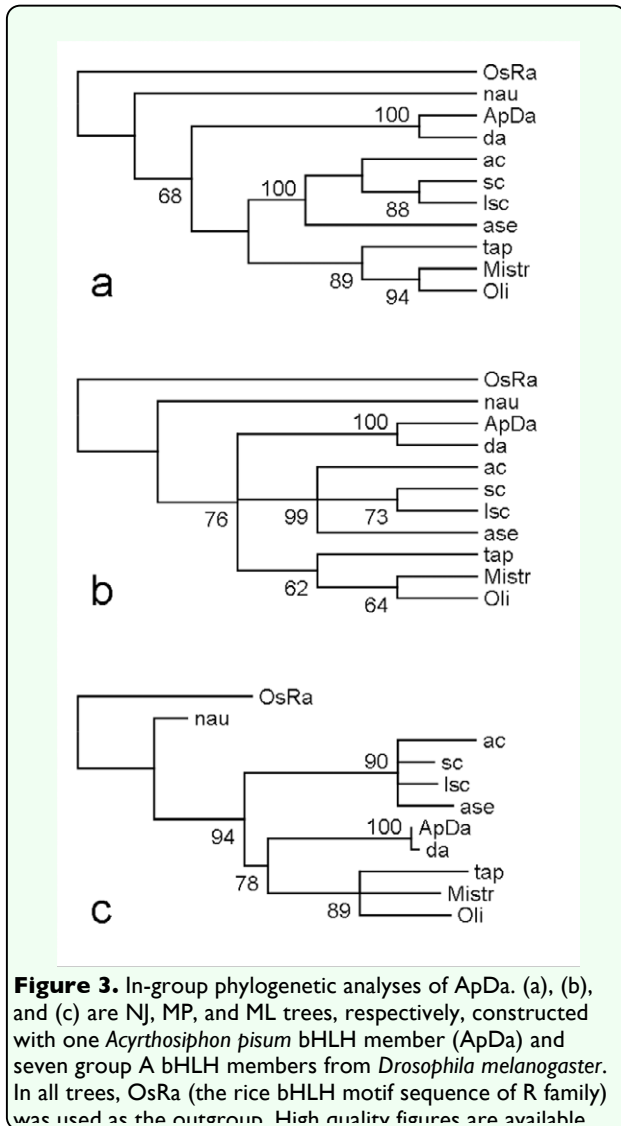 OsRa
nau
100
ApDa
da
ac
100
sc
68
88
lsc
ase
tap
89
Mistr
94
Oli
a
OsRa
nau
100
ApDa
da
ac
sc
76
99
73
lsc
ase
tap
Mistr
62
64
Oli
b
OsRa
nau
ac
90
sc
lsc
ase
94
100
ApDa
da
78
tap
Mistr
89
Oli
c
Figure 3. In-group phylogenetic analyses of ApDa. (a), (b),
and (c) are NJ, MP, and ML trees, respectively, constructed
with one Acyrthosiphon pisum bHLH member (ApDa) and
seven group A bHLH members from Drosophila melanogaster.
In all trees, OsRa (the rice bHLH motif sequence of R family)
was used as the outgroup. High quality figures are available